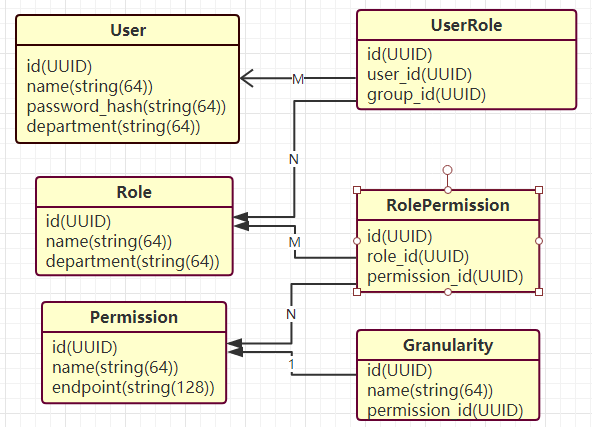 User
id(UUID)
name(string(64))
password_hash(string(64))
department(string(64))
UserRole
id(UUID)
user_id(UUID)
group_id(UUID)
M
N
Role
id(UUID)
name(string(64))
department(string(64))
RolePermission
id(UUID)
role_id(UUID)
permission_id(UUID)
M
N
Permission
id(UUID)
name(string(64))
endpoint(string(128))
1
Granularity
id(UUID)
name(string(64))
permission_id(UUID)